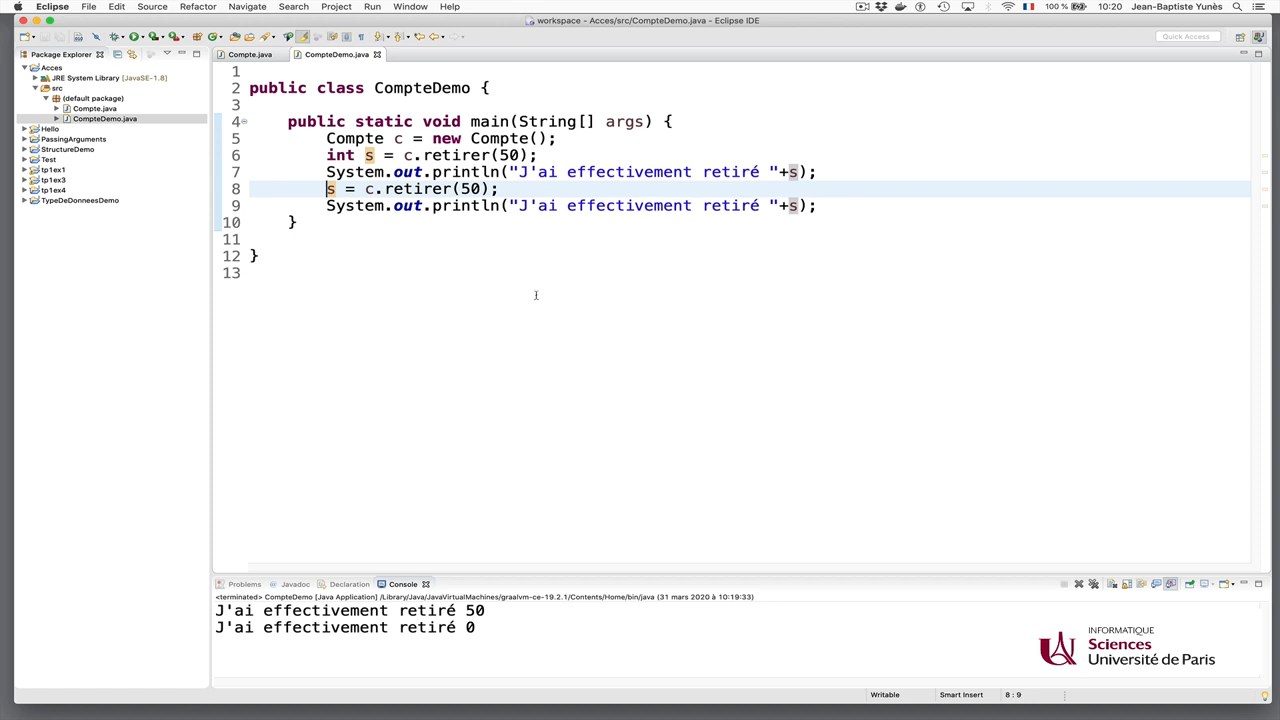 Eclipse File Edit Source Refactor Navigate Search Project Run Window Help 100 % 10:20 Jean-Baptiste Yunès
workspace - Acces/src/CompteDemo.java - Eclipse IDE
Quick Access
Package Explorer
Compte.java CompteDemo.java
Acces
JRE System Library [JavaSE-1.8]
src
(default package)
Compte.java
CompteDemo.java
Hello
PassingArguments
StructureDemo
Test
tp1ex1
tp1ex3
tp1ex4
TypeDeDonneesDemo
1
2 public class CompteDemo {
3
4 public static void main(String[] args) {
5 Compte c = new Compte();
6 int s = c.retirer(50);
7 System.out.println("J'ai effectivement retiré "+s);
8 s = c.retirer(50);
9 System.out.println("J'ai effectivement retiré "+s);
10 }
11
12 }
13
Problems Javadoc Declaration Console
<terminated> CompteDemo [Java Application] /Library/Java/JavaVirtualMachines/graalvm-ce-19.2.1/Contents/Home/bin/java (31 mars 2020 à 10:19:33)
J'ai effectivement retiré 50
J'ai effectivement retiré 0
INFORMATIQUE
Sciences
Université de Paris
Writable Smart Insert 8 : 9